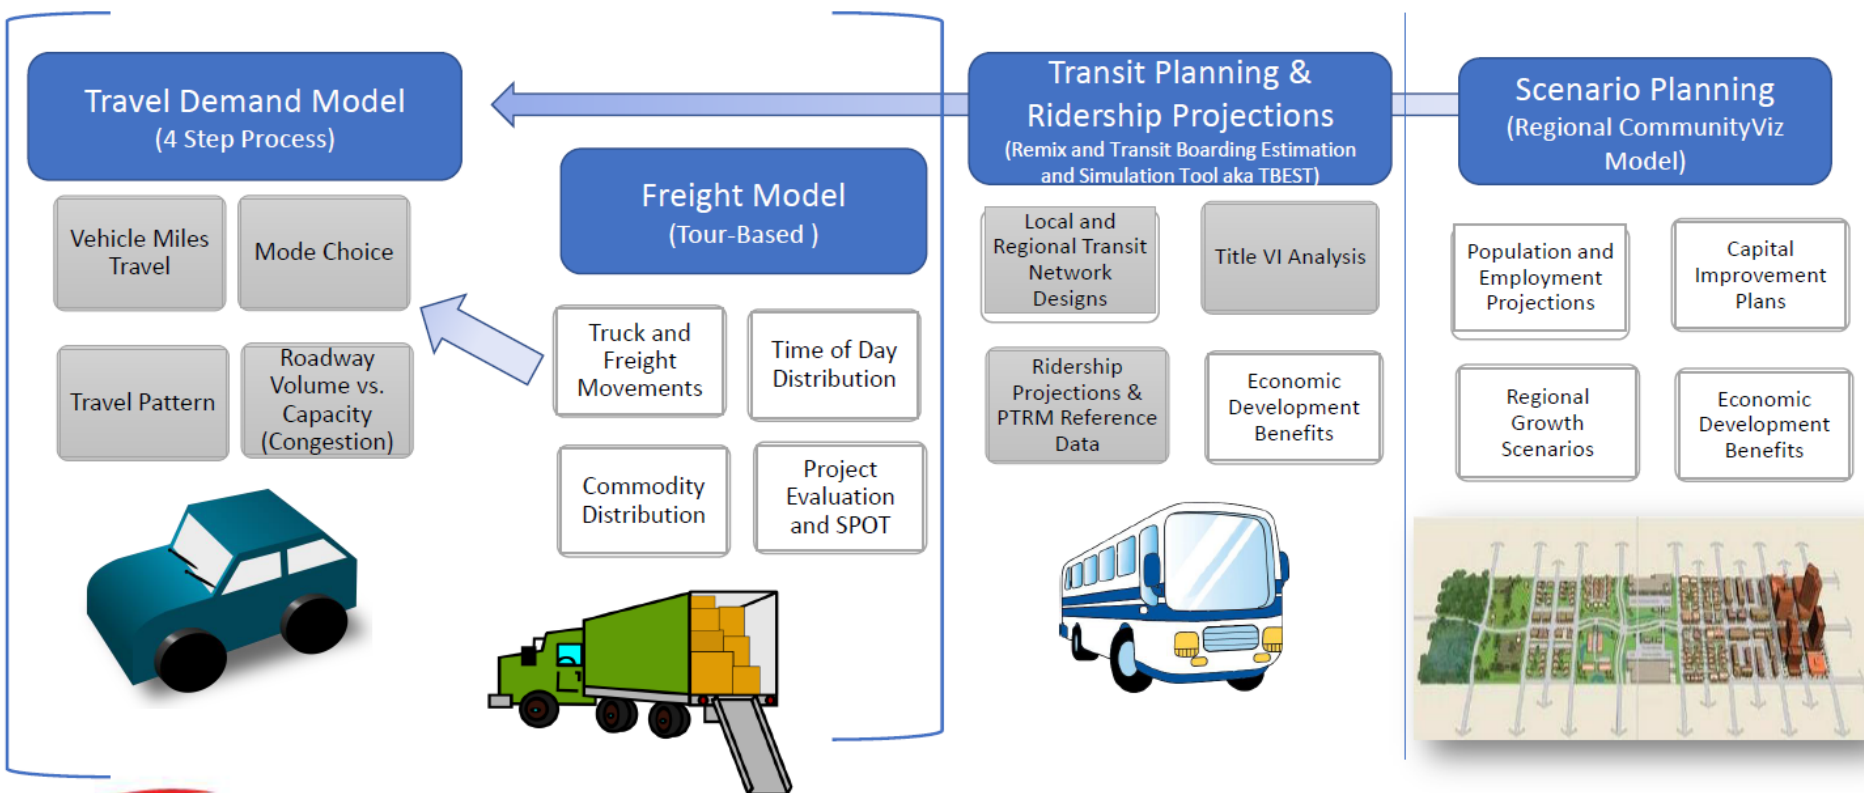 Travel Demand Model
(4 Step Process)
Vehicle Miles
Travel
Mode Choice
Travel Pattern
Roadway
Volume vs.
Capacity
(Congestion)
Freight Model
(Tour-Based )
Truck and
Freight
Movements
Time of Day
Distribution
Commodity
Distribution
Project
Evaluation
and SPOT
Transit Planning &
Ridership Projections
(Remix and Transit Boarding Estimation
and Simulation Tool aka TBEST)
Local and
Regional Transit
Network
Designs
Title VI Analysis
Ridership
Projections &
PTRM Reference
Data
Economic
Development
Benefits
Scenario Planning
(Regional CommunityViz
Model)
Population and
Employment
Projections
Capital
Improvement
Plans
Regional
Growth
Scenarios
Economic
Development
Benefits